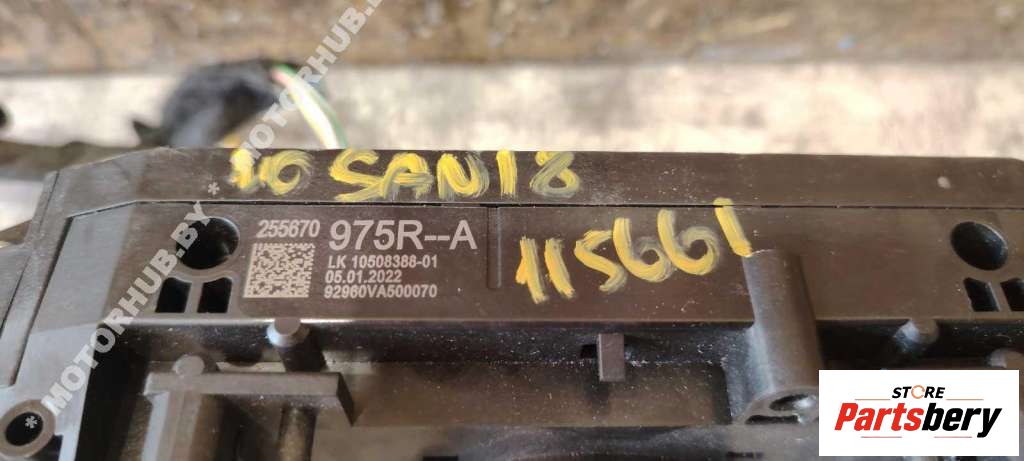 10 SAN18
255670 975R--A
LK 10508388-01
05.01.2022
92960VA500070
115661
*MOTORHUB.BY*MOTORHUB.BY
STORE
Partsbery